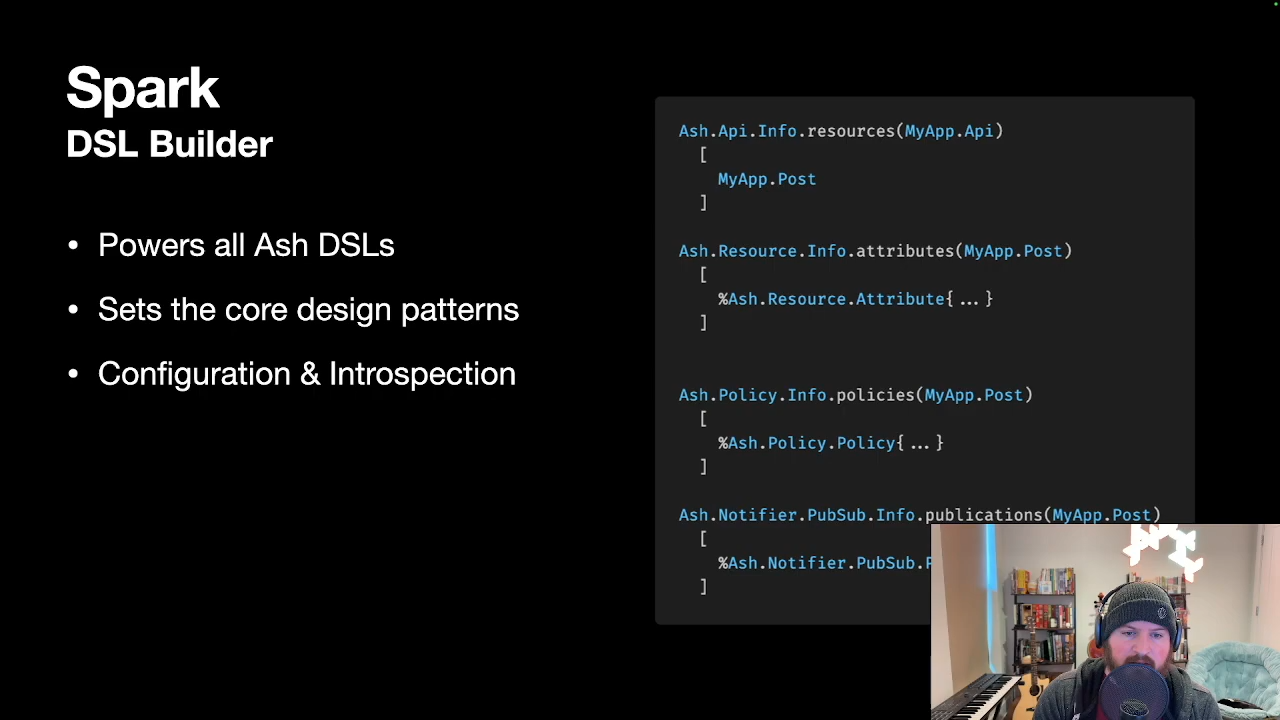 Spark
DSL Builder
• Powers all Ash DSLs
• Sets the core design patterns
• Configuration & Introspection
Ash.Api.Info.resources(MyApp.Api)
[
MyApp.Post
]
Ash.Resource.Info.attributes(MyApp.Post)
[
%Ash.Resource.Attribute{...}
]
Ash.Policy.Info.policies(MyApp.Post)
[
%Ash.Policy.Policy{...}
]
Ash.Notifier.PubSub.Info.publications(MyApp.Post)
[
%Ash.Notifier.PubSub.
]